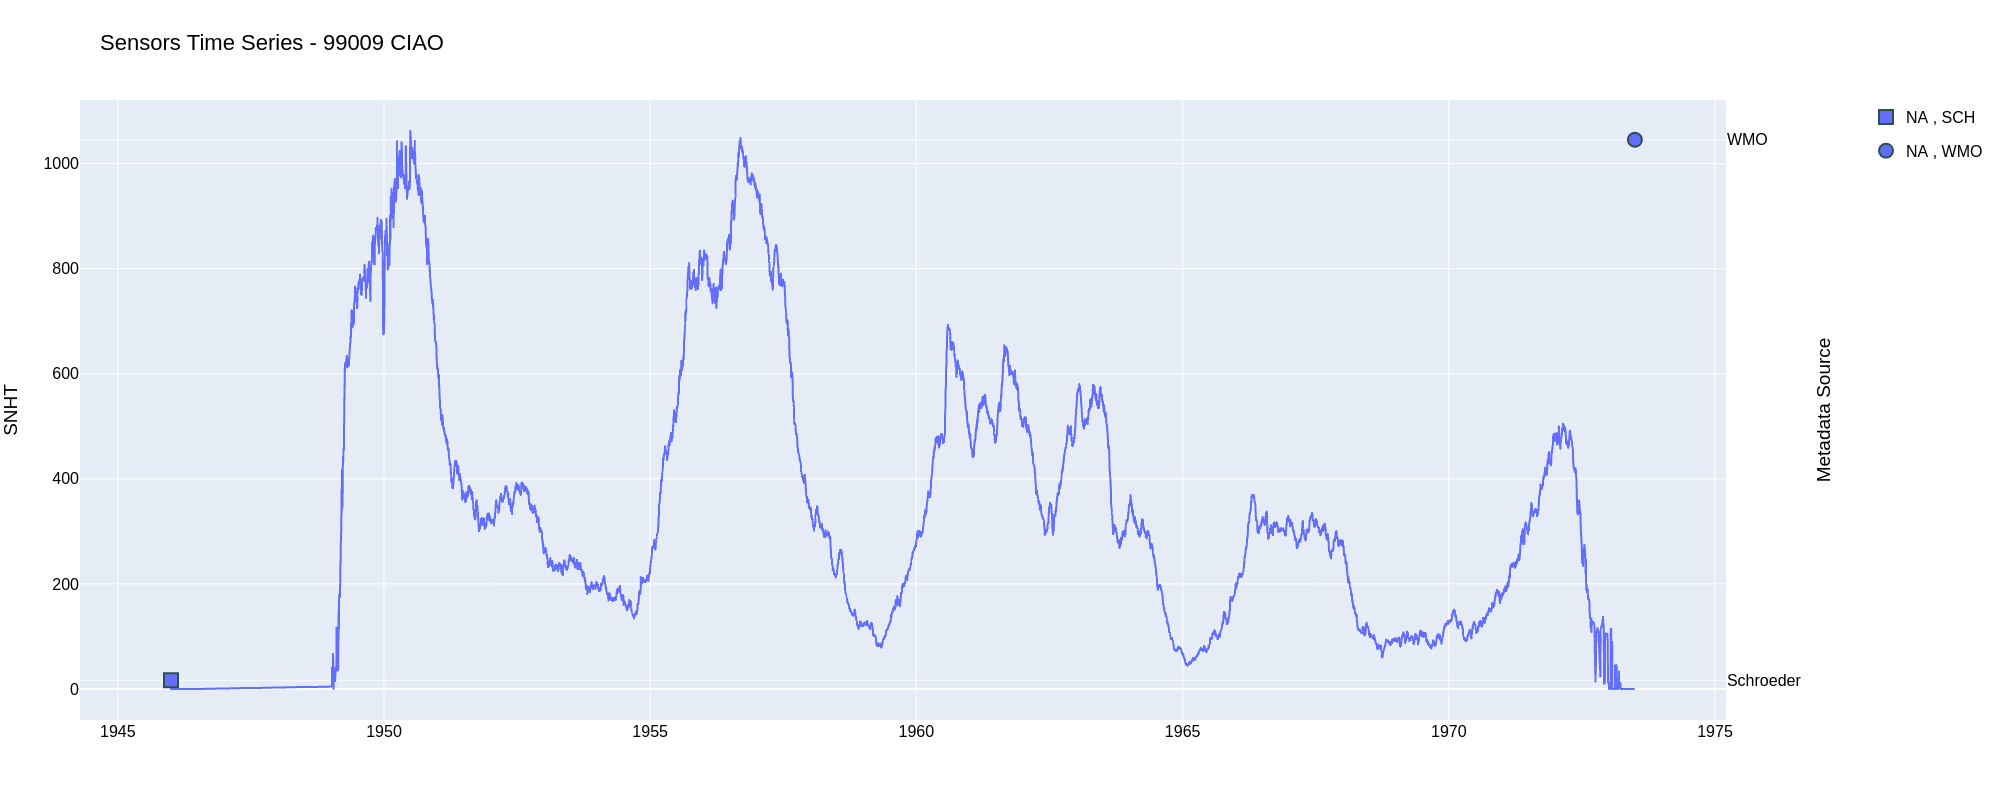 Sensors Time Series - 99009 CIAO
NA , SCH
NA , WMO
WMO
Schroeder
Metadata Source
SNHT
1000
800
600
400
200
0
1945
1950
1955
1960
1965
1970
1975